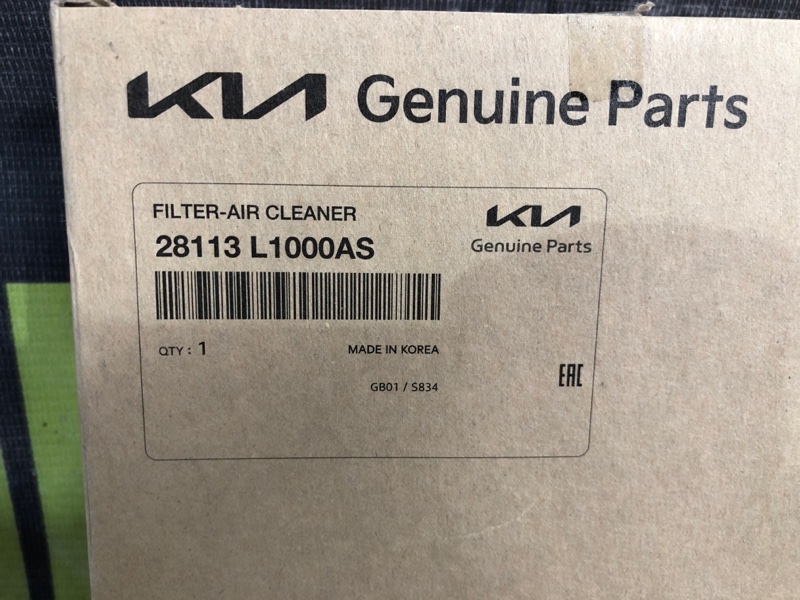 KIA Genuine Parts
FILTER-AIR CLEANER
28113 L1000AS
KIA
Genuine Parts
QTY : 1
MADE IN KOREA
GB01 / S834
EAC